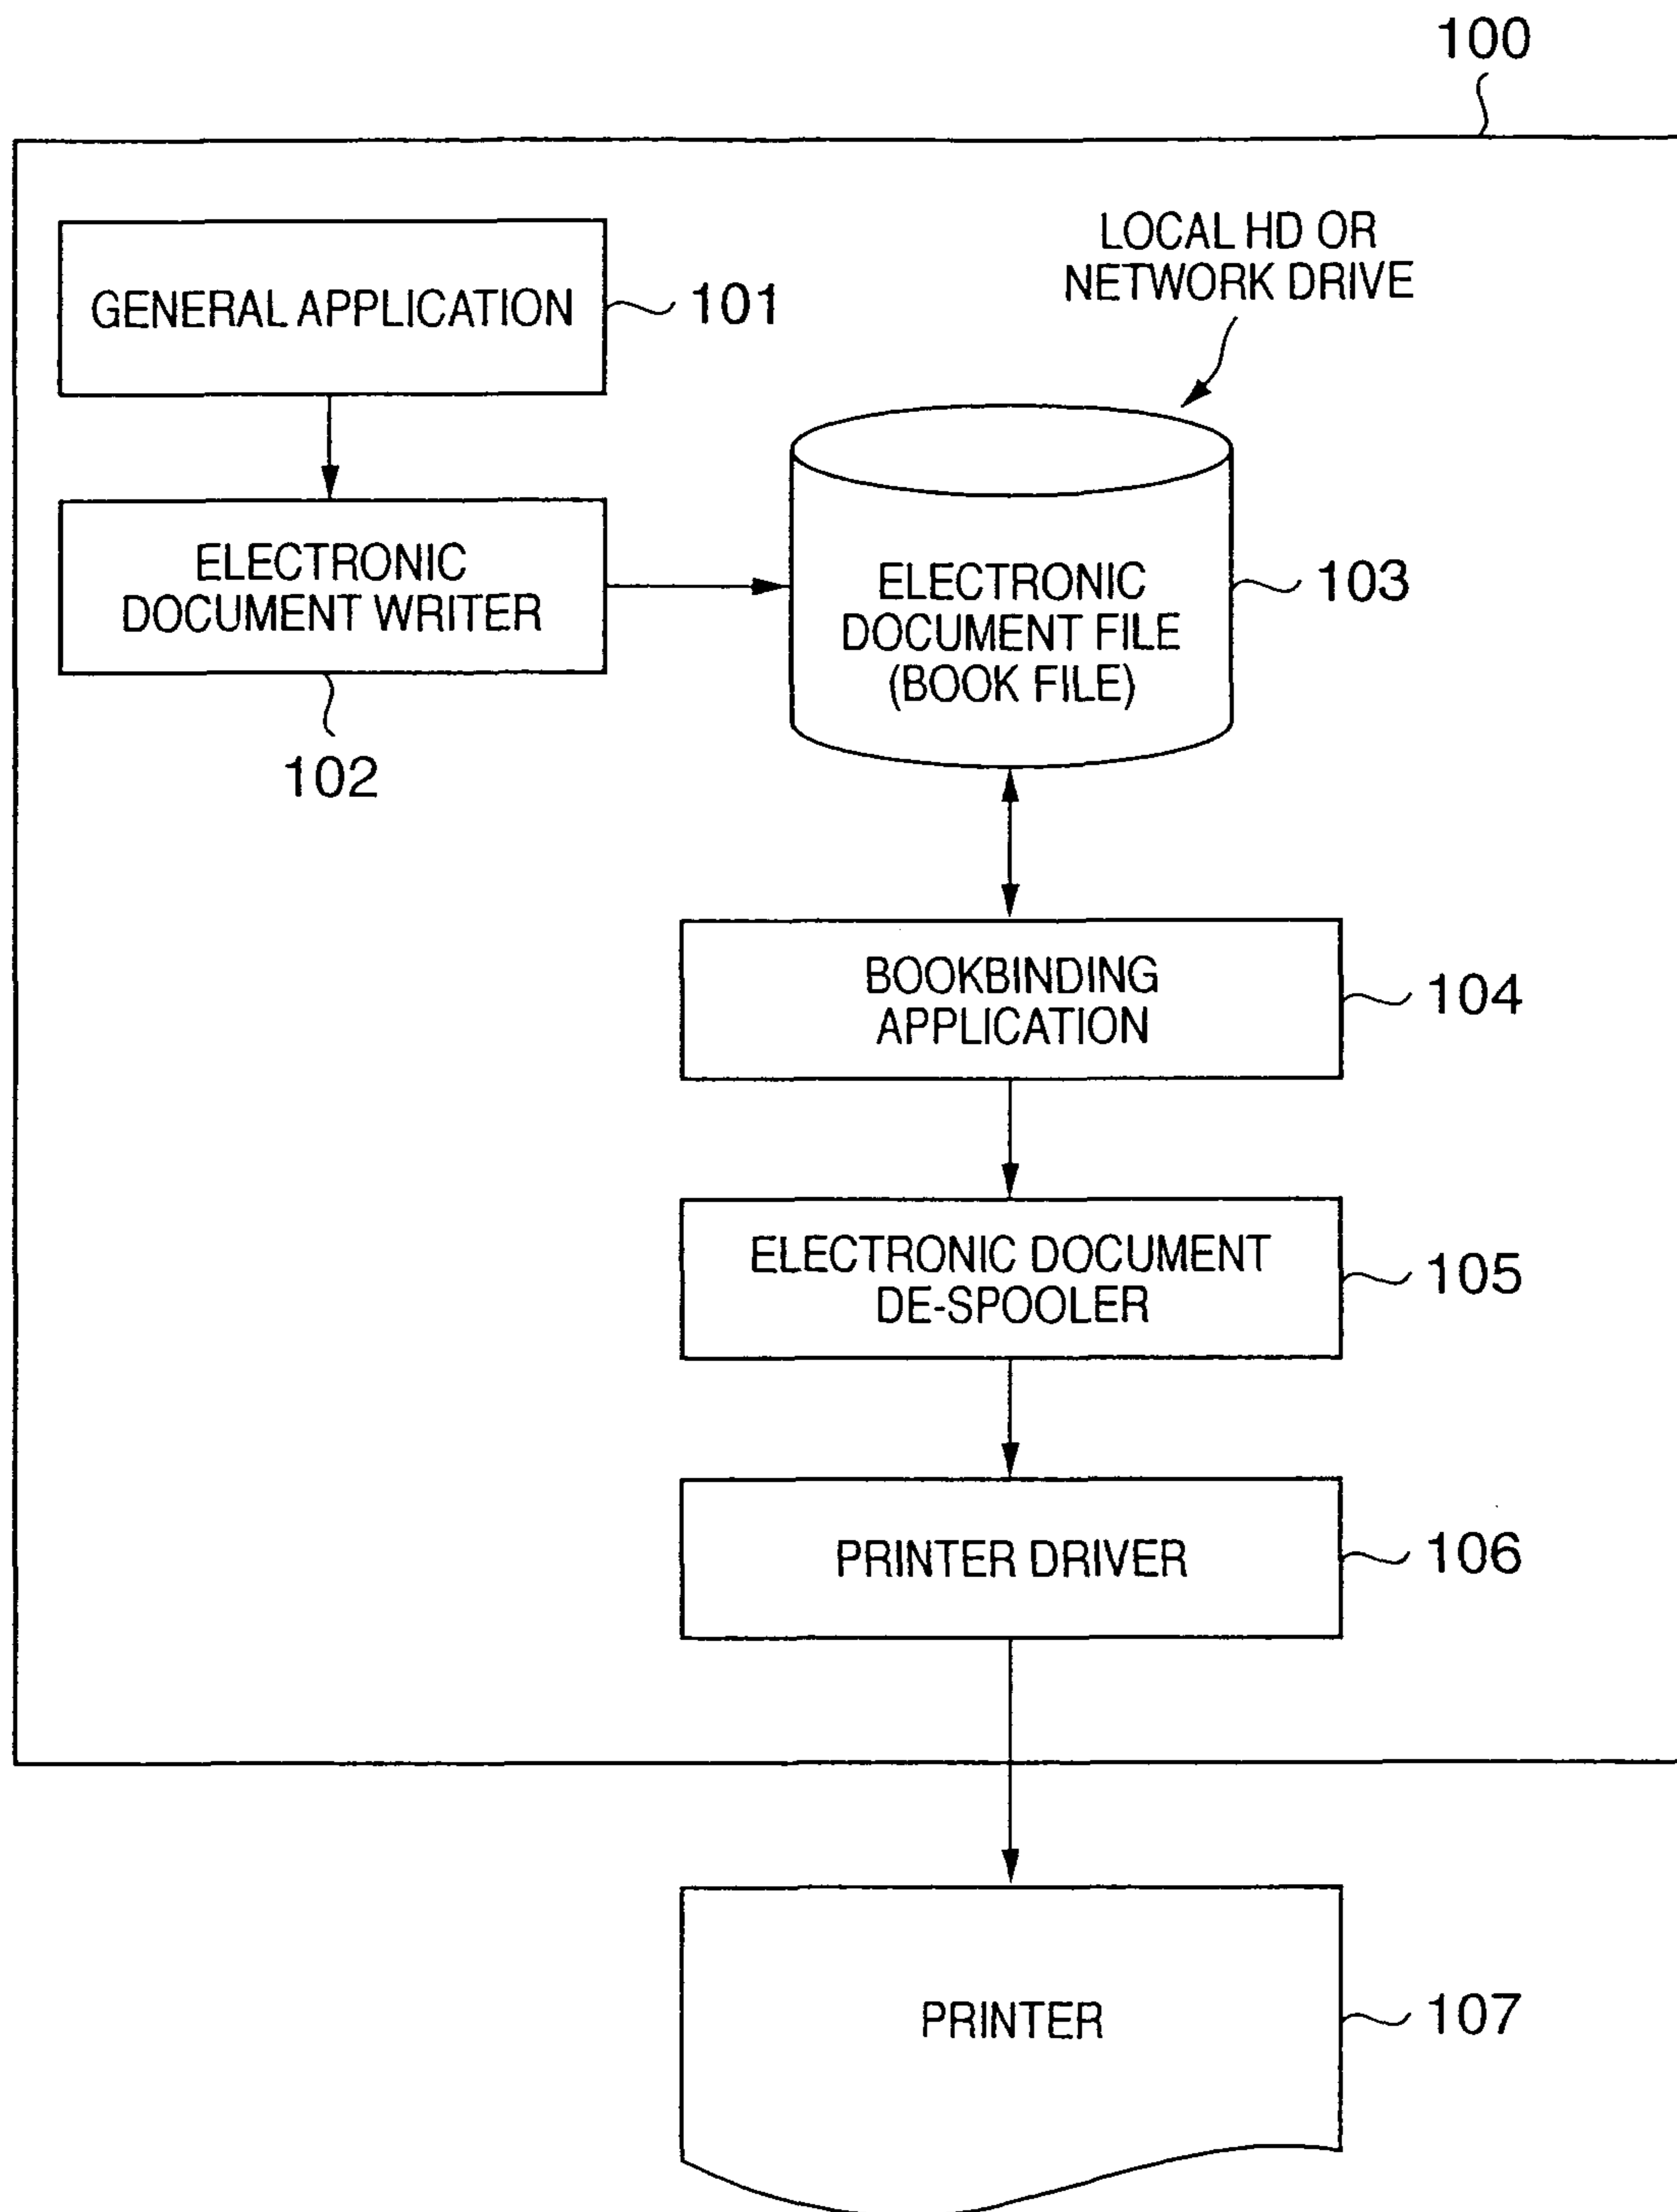 100
LOCAL HD OR
NETWORK DRIVE
GENERAL APPLICATION
101
ELECTRONIC
DOCUMENT WRITER
102
ELECTRONIC
DOCUMENT FILE
(BOOK FILE)
103
BOOKBINDING
APPLICATION
104
ELECTRONIC DOCUMENT
DE-SPOOLER
105
PRINTER DRIVER
106
PRINTER
107